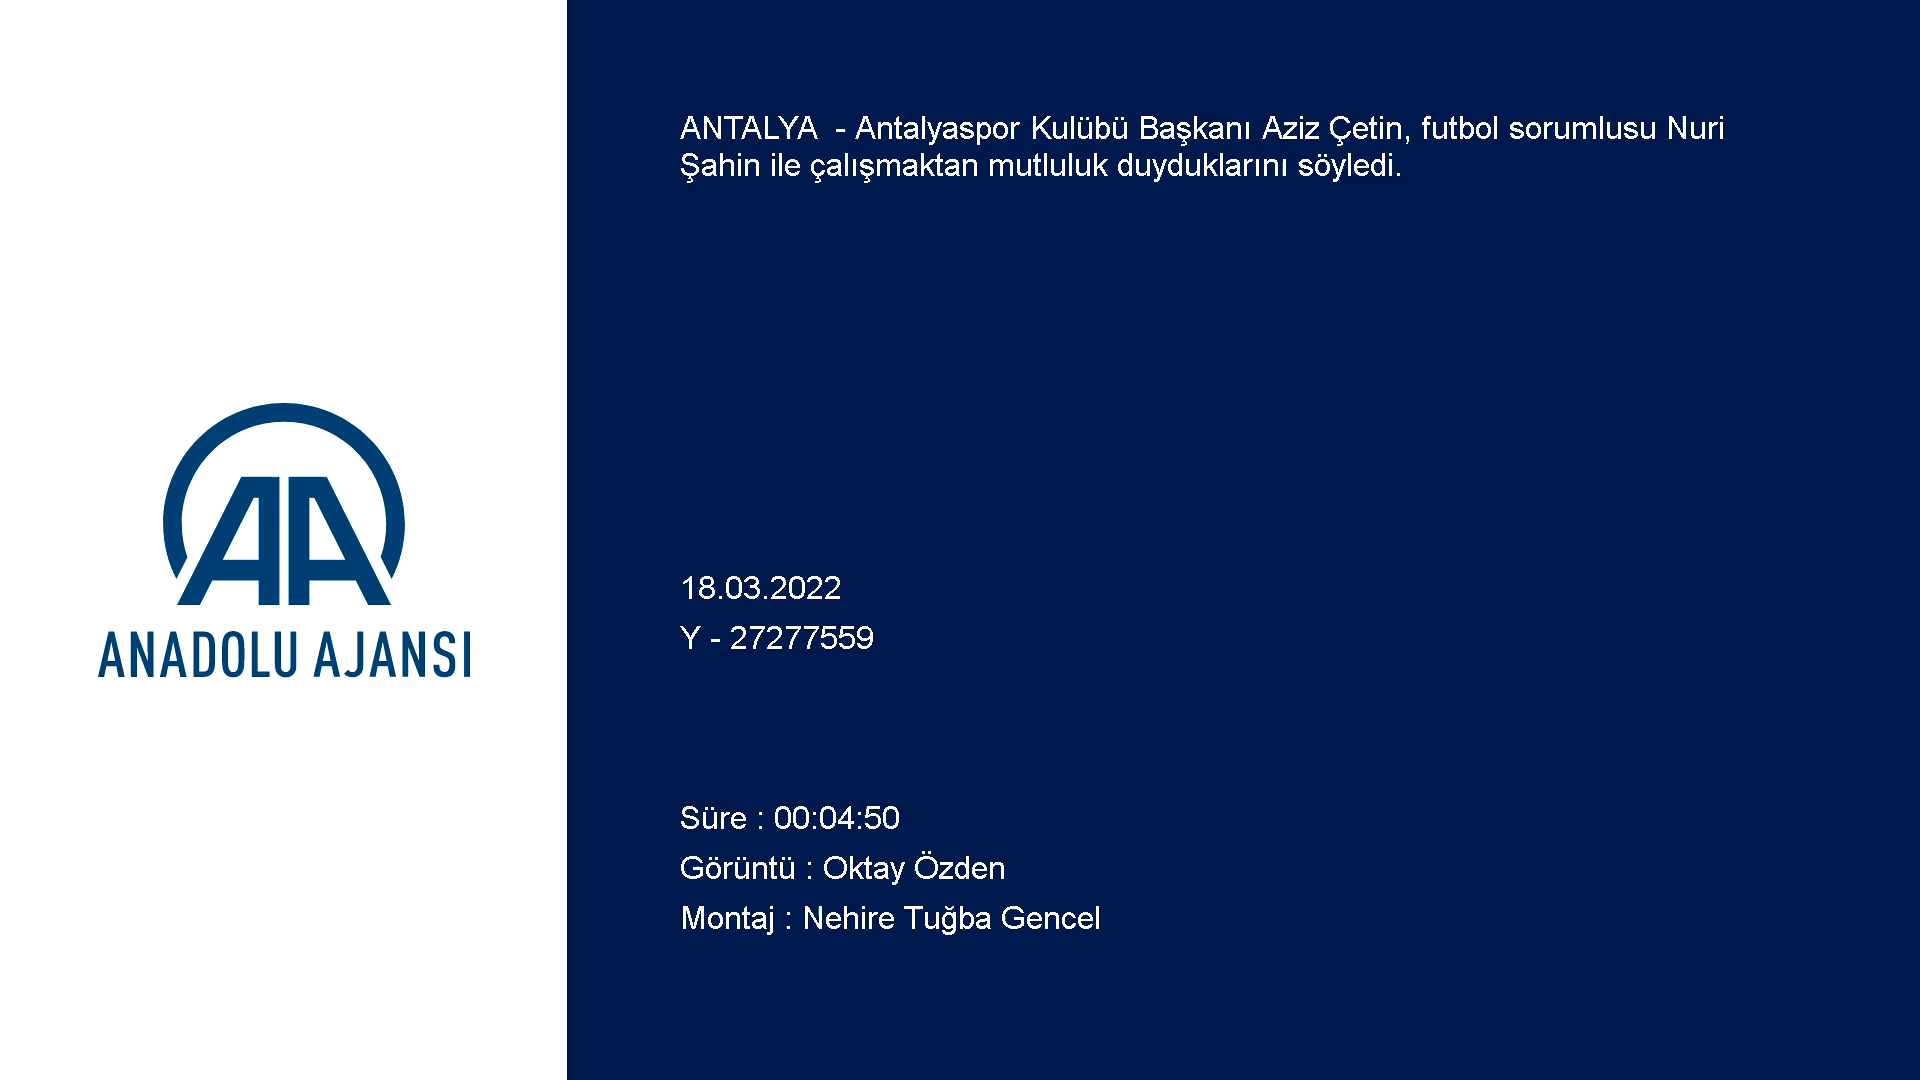 ANTALYA  - Antalyaspor Kulübü Başkanı Aziz Çetin, futbol sorumlusu Nuri
Şahin ile çalışmaktan mutluluk duyduklarını söyledi.
AA
ANADOLU AJANSI
18.03.2022
Y - 27277559
Süre : 00:04:50
Görüntü : Oktay Özden
Montaj : Nehire Tuğba Gencel